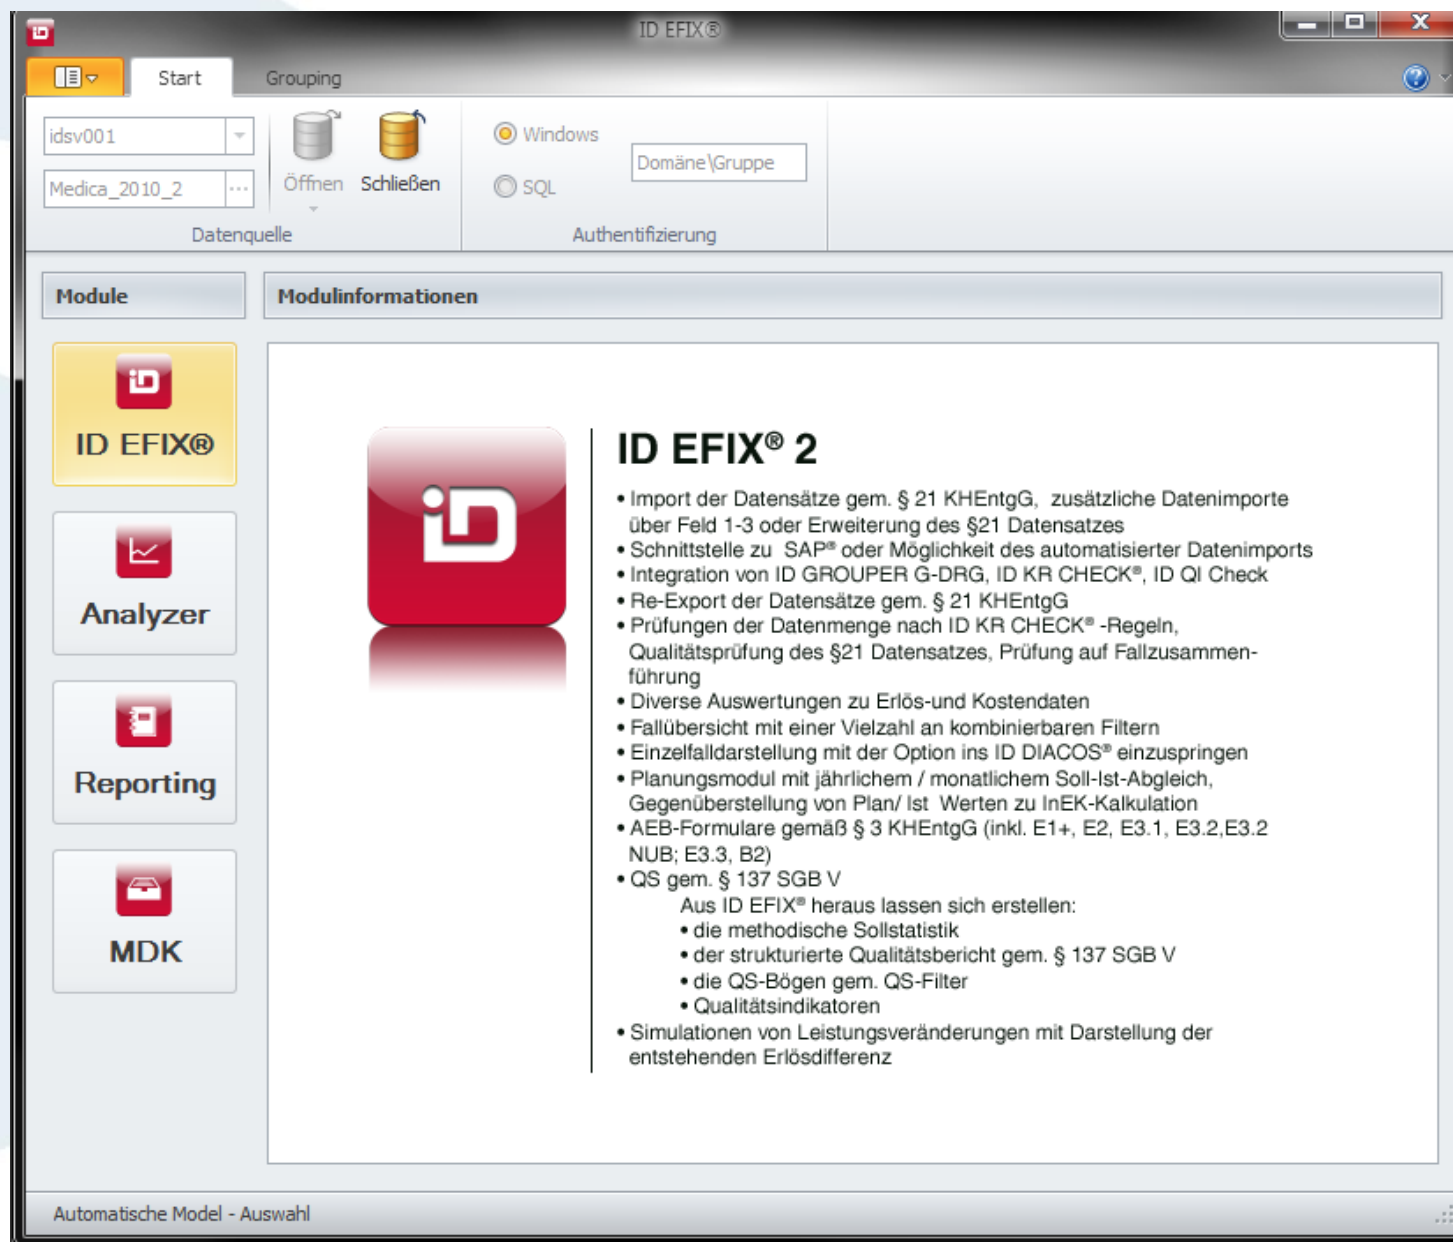 iD
ID EFIX®
Start
Grouping
idsv001
Medica_2010_2
Öffnen
Schließen
Datenquelle
Windows
SQL
Domäne\Gruppe
Authentifizierung
Module
Modulinformationen
iD
ID EFIX®
Analyzer
Reporting
MDK
iD
ID EFIX® 2
• Import der Datensätze gem. § 21 KHEntgG, zusätzliche Datenimporte
über Feld 1-3 oder Erweiterung des §21 Datensatzes
• Schnittstelle zu SAP® oder Möglichkeit des automatisierter Datenimports
• Integration von ID GROUPER G-DRG, ID KR CHECK®, ID QI Check
• Re-Export der Datensätze gem. § 21 KHEntgG
• Prüfungen der Datenmenge nach ID KR CHECK® -Regeln,
Qualitätsprüfung des §21 Datensatzes, Prüfung auf Fallzusammen-
führung
• Diverse Auswertungen zu Erlös-und Kostendaten
• Fallübersicht mit einer Vielzahl an kombinierbaren Filtern
• Einzelfalldarstellung mit der Option ins ID DIACOS® einzuspringen
• Planungsmodul mit jährlichem / monatlichem Soll-Ist-Abgleich,
Gegenüberstellung von Plan/ Ist Werten zu InEK-Kalkulation
• AEB-Formulare gemäß § 3 KHEntgG (inkl. E1+, E2, E3.1, E3.2,E3.2
NUB; E3.3, B2)
• QS gem. § 137 SGB V
Aus ID EFIX® heraus lassen sich erstellen:
• die methodische Sollstatistik
• der strukturierte Qualitätsbericht gem. § 137 SGB V
• die QS-Bögen gem. QS-Filter
• Qualitätsindikatoren
• Simulationen von Leistungsveränderungen mit Darstellung der
entstehenden Erlösdifferenz
Automatische Model - Auswahl